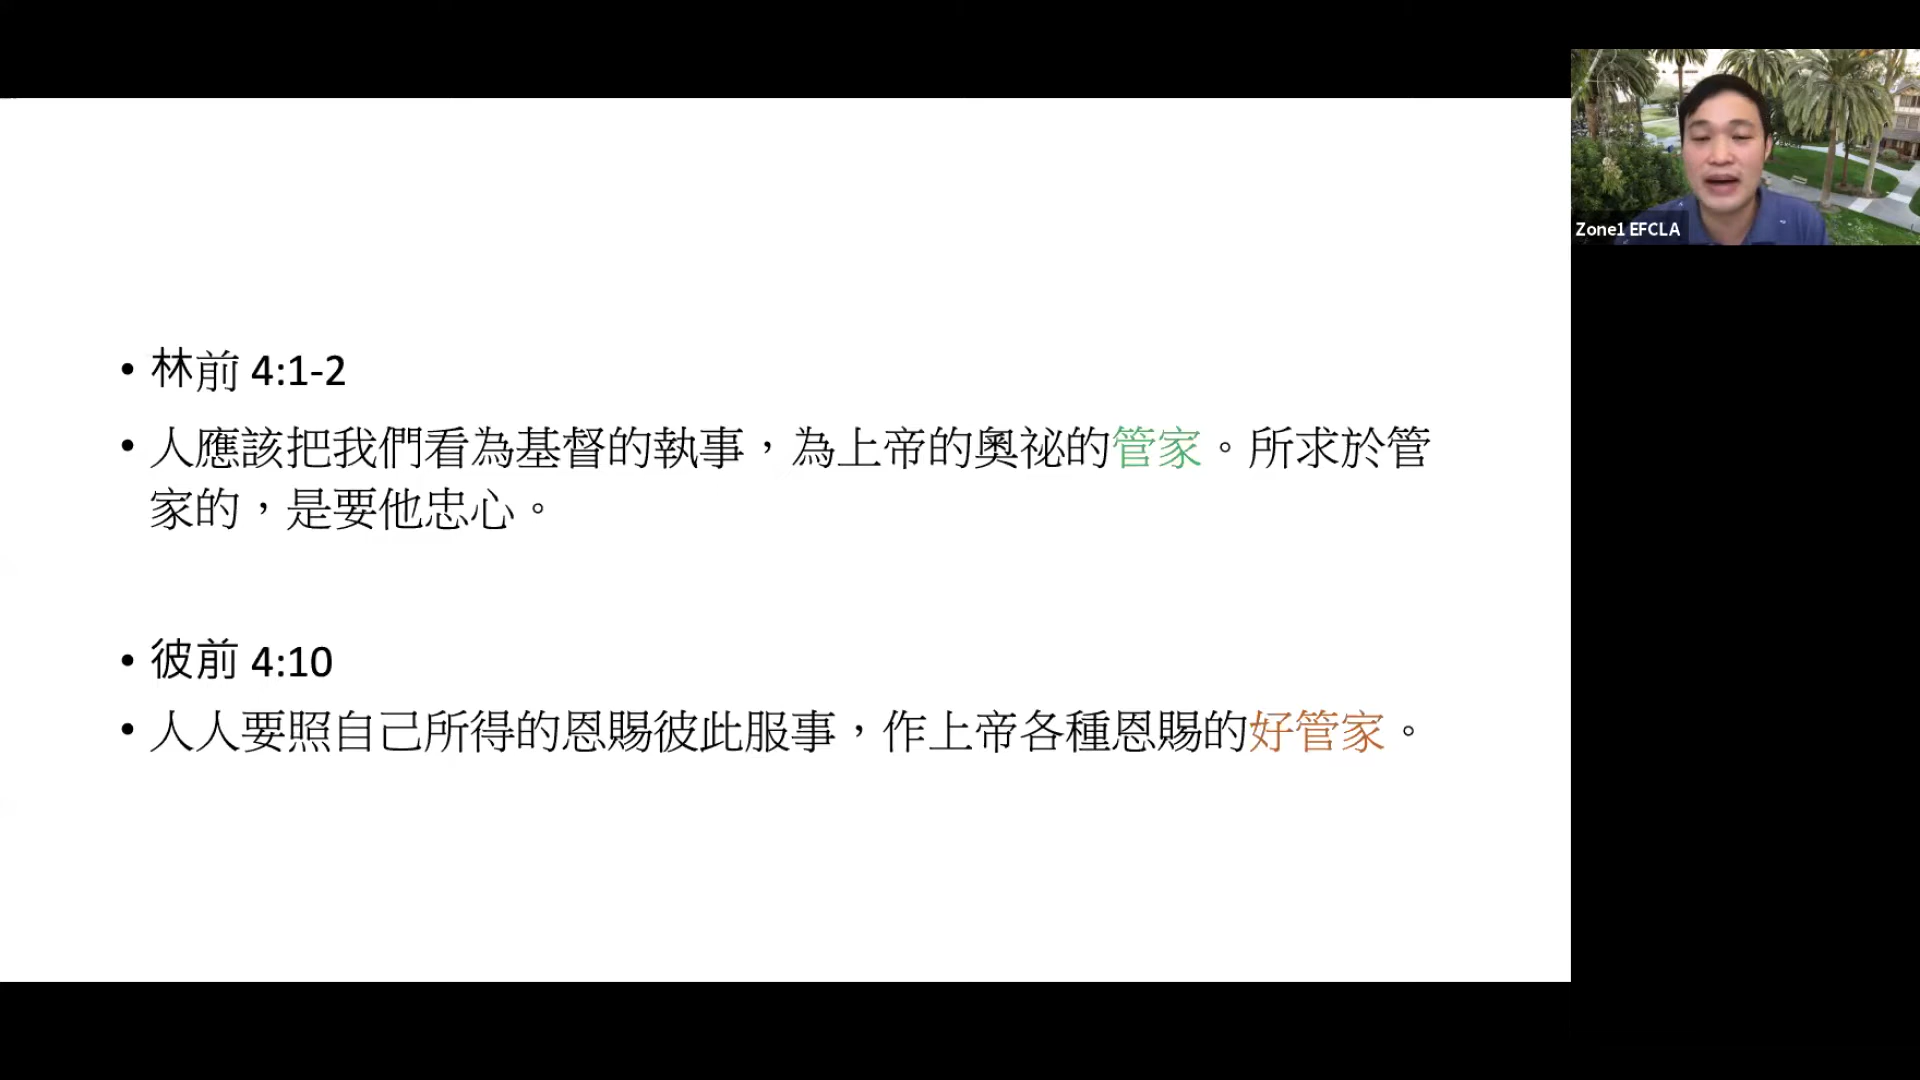 Zone1 EFCLA
• 林前 4:1-2
• 人應該把我們看為基督的執事，為上帝的奧祕的管家。所求於管
家的，是要他忠心。
• 彼前 4:10
• 人人要照自己所得的恩賜彼此服事，作上帝各種恩賜的好管家。